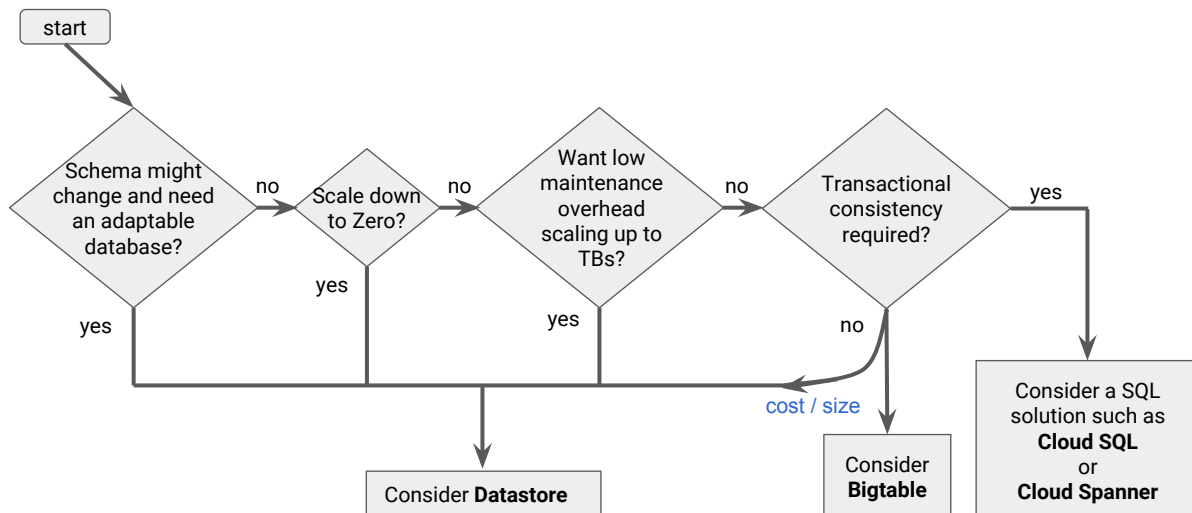 start
Schema might
change and need
an adaptable
database?
no
yes
Scale down
to Zero?
no
yes
Want low
maintenance
overhead
scaling up to
TBs?
no
yes
Transactional
consistency
required?
yes
no
cost / size
Consider Datastore
Consider
Bigtable
Consider a SQL
solution such as
Cloud SQL
or
Cloud Spanner